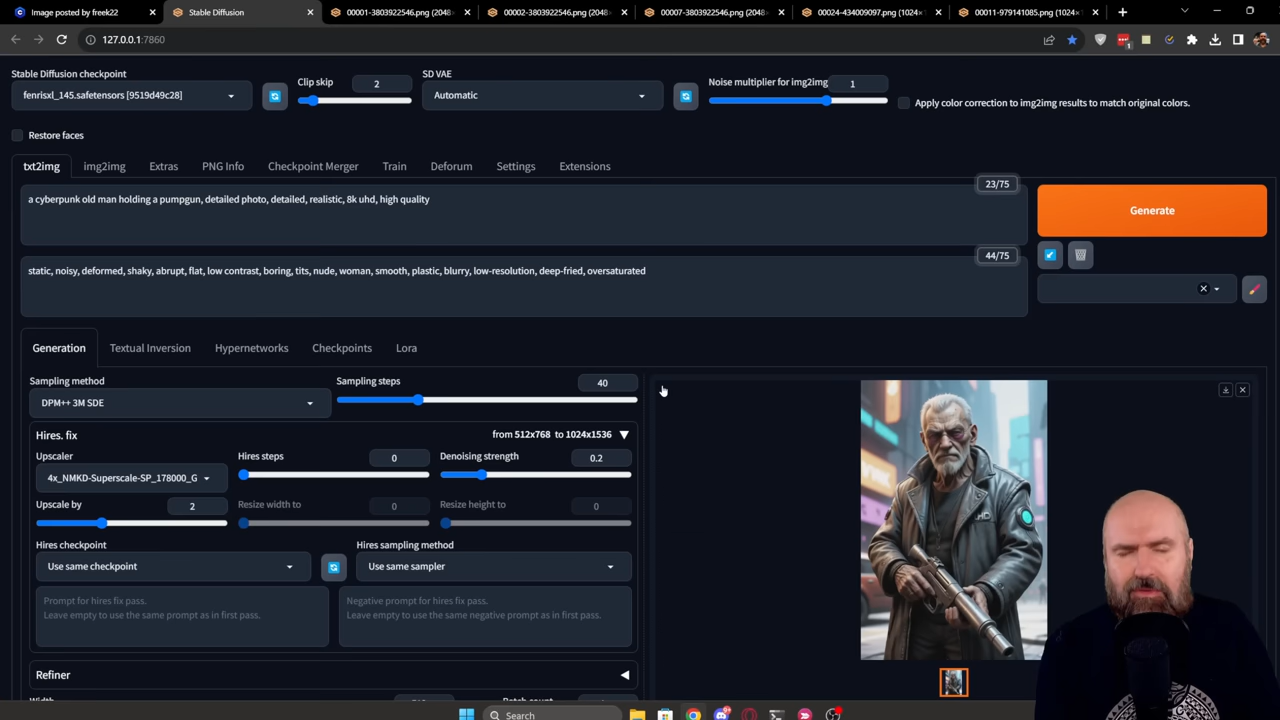 Image posted by freek22
Stable Diffusion
00001-3803922546.png (2048
00002-3803922546.png (2048
00007-3803922546.png (2048
00024-434009097.png (1024×
00011-979141085.png (1024×
127.0.0.1:7860
Stable Diffusion checkpoint
fenrisxl_145.safetensors [9519d49c28]
Clip skip
2
SD VAE
Automatic
Noise multiplier for img2img
1
Apply color correction to img2img results to match original colors.
Restore faces
txt2img
img2img
Extras
PNG Info
Checkpoint Merger
Train
Deforum
Settings
Extensions
23/75
a cyberpunk old man holding a pumpgun, detailed photo, detailed, realistic, 8k uhd, high quality
Generate
44/75
static, noisy, deformed, shaky, abrupt, flat, low contrast, boring, tits, nude, woman, smooth, plastic, blurry, low-resolution, deep-fried, oversaturated
Generation
Textual Inversion
Hypernetworks
Checkpoints
Lora
Sampling method
DPM++ 3M SDE
Sampling steps
40
Hires. fix
from 512x768 to 1024x1536
Upscaler
4x_NMKD-Superscale-SP_178000_G
Hires steps
0
Denoising strength
0.2
Upscale by
2
Resize width to
0
Resize height to
0
Hires checkpoint
Use same checkpoint
Hires sampling method
Use same sampler
Prompt for hires fix pass.
Leave empty to use the same prompt as in first pass.
Negative prompt for hires fix pass.
Leave empty to use the same negative prompt as in first pass.
Refiner
Width
Batch count
Search